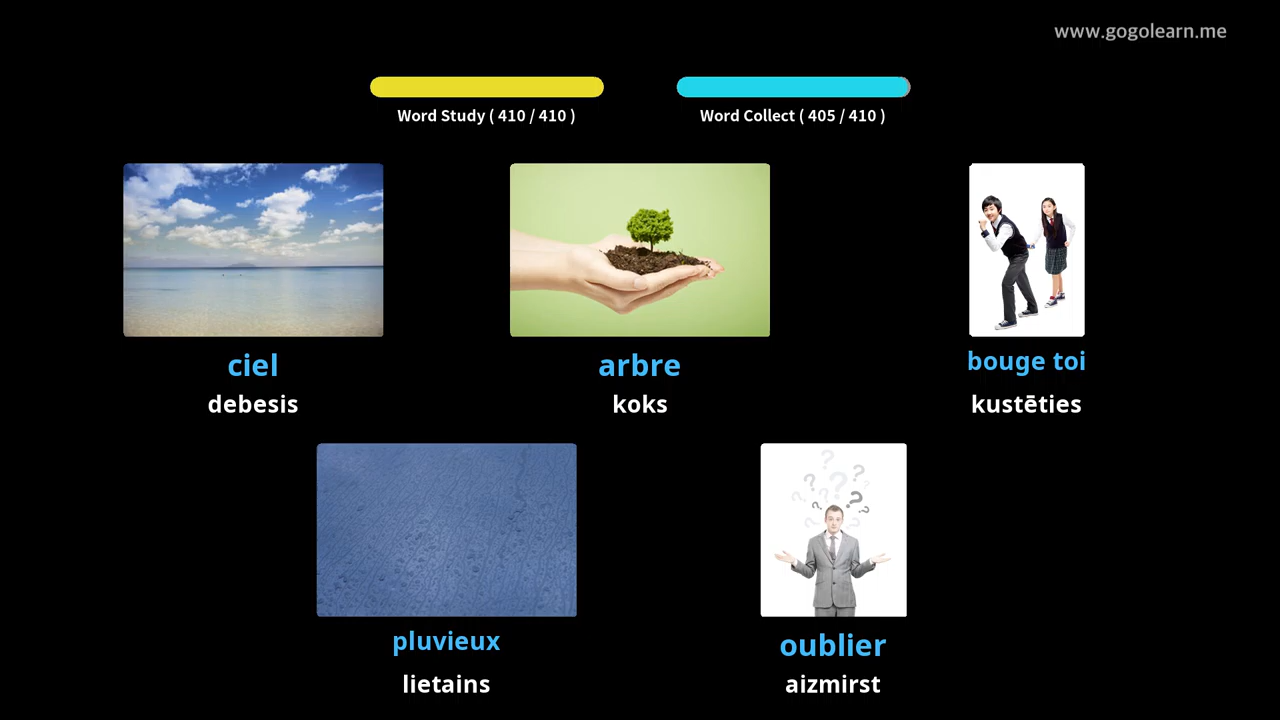 www.gogolearn.me
Word Study ( 410 / 410 )
Word Collect ( 405 / 410 )
ciel
debesis
arbre
koks
bouge toi
kustēties
pluvieux
lietains
oublier
aizmirst